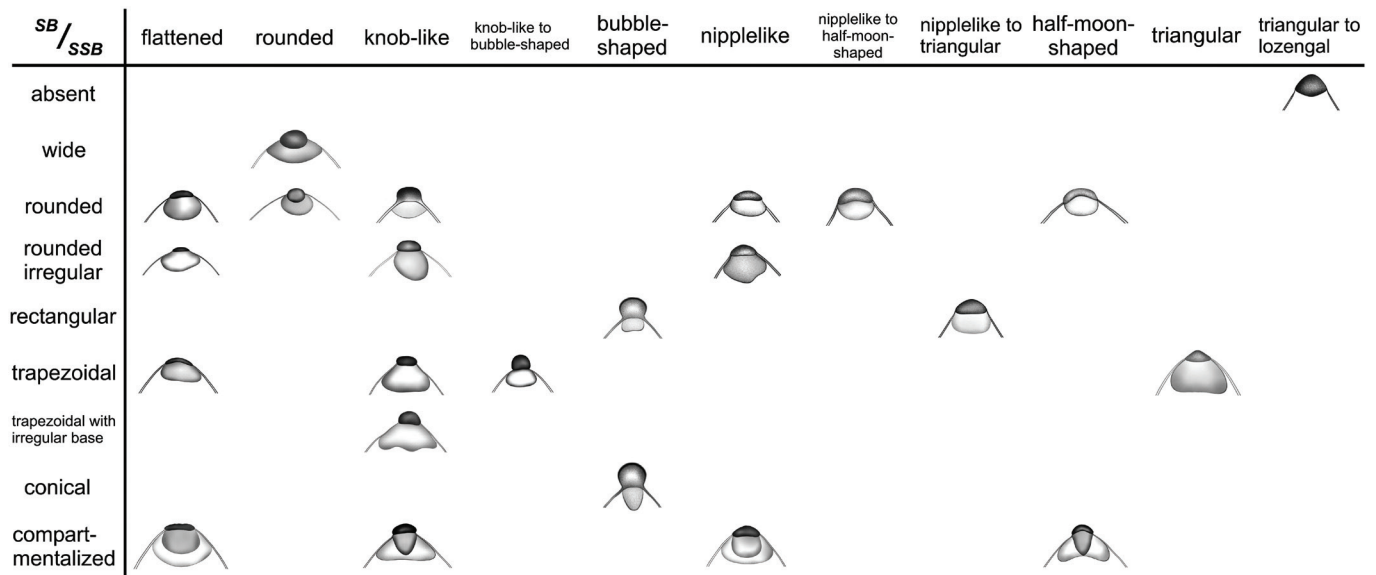 SB/SSB
flattened
rounded
knob-like
knob-like to
bubble-shaped
bubble-
shaped
nipplelike
nipplelike to
half-moon-
shaped
nipplelike to
triangular
half-moon-
shaped
triangular
triangular to
lozengal
absent
wide
rounded
rounded
irregular
rectangular
trapezoidal
trapezoidal with
irregular base
conical
compart-
mentalized